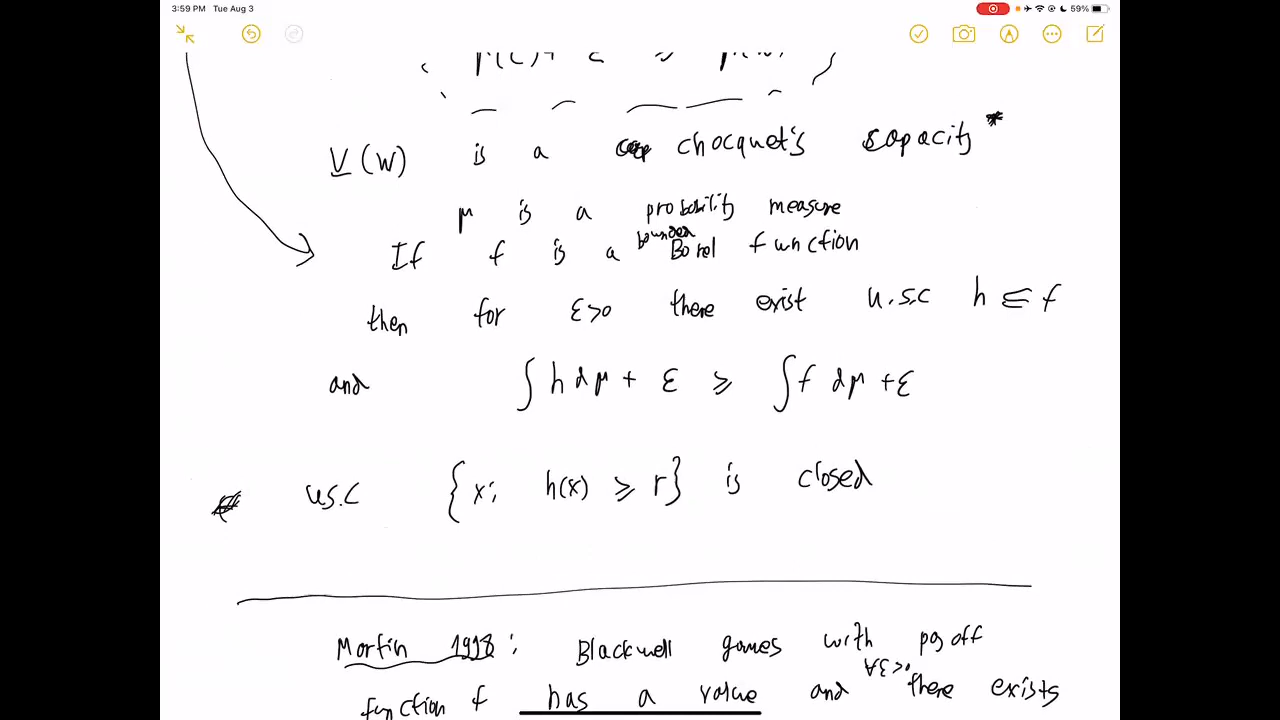 3:59 PM Tue Aug 3 59%
V(W) is a chocquet's capacity *
μ is a probability measure
bounded
If f is a Borel function
then for ε>0 there exist u.s.c h ≤ f
and ∫h dμ + ε ≥ ∫f dμ + ε
u.s.c {x: h(x) ≥ r} is closed
Martin 1998: Blackwell games with payoff
∀ε>0
function f has a value and there exists